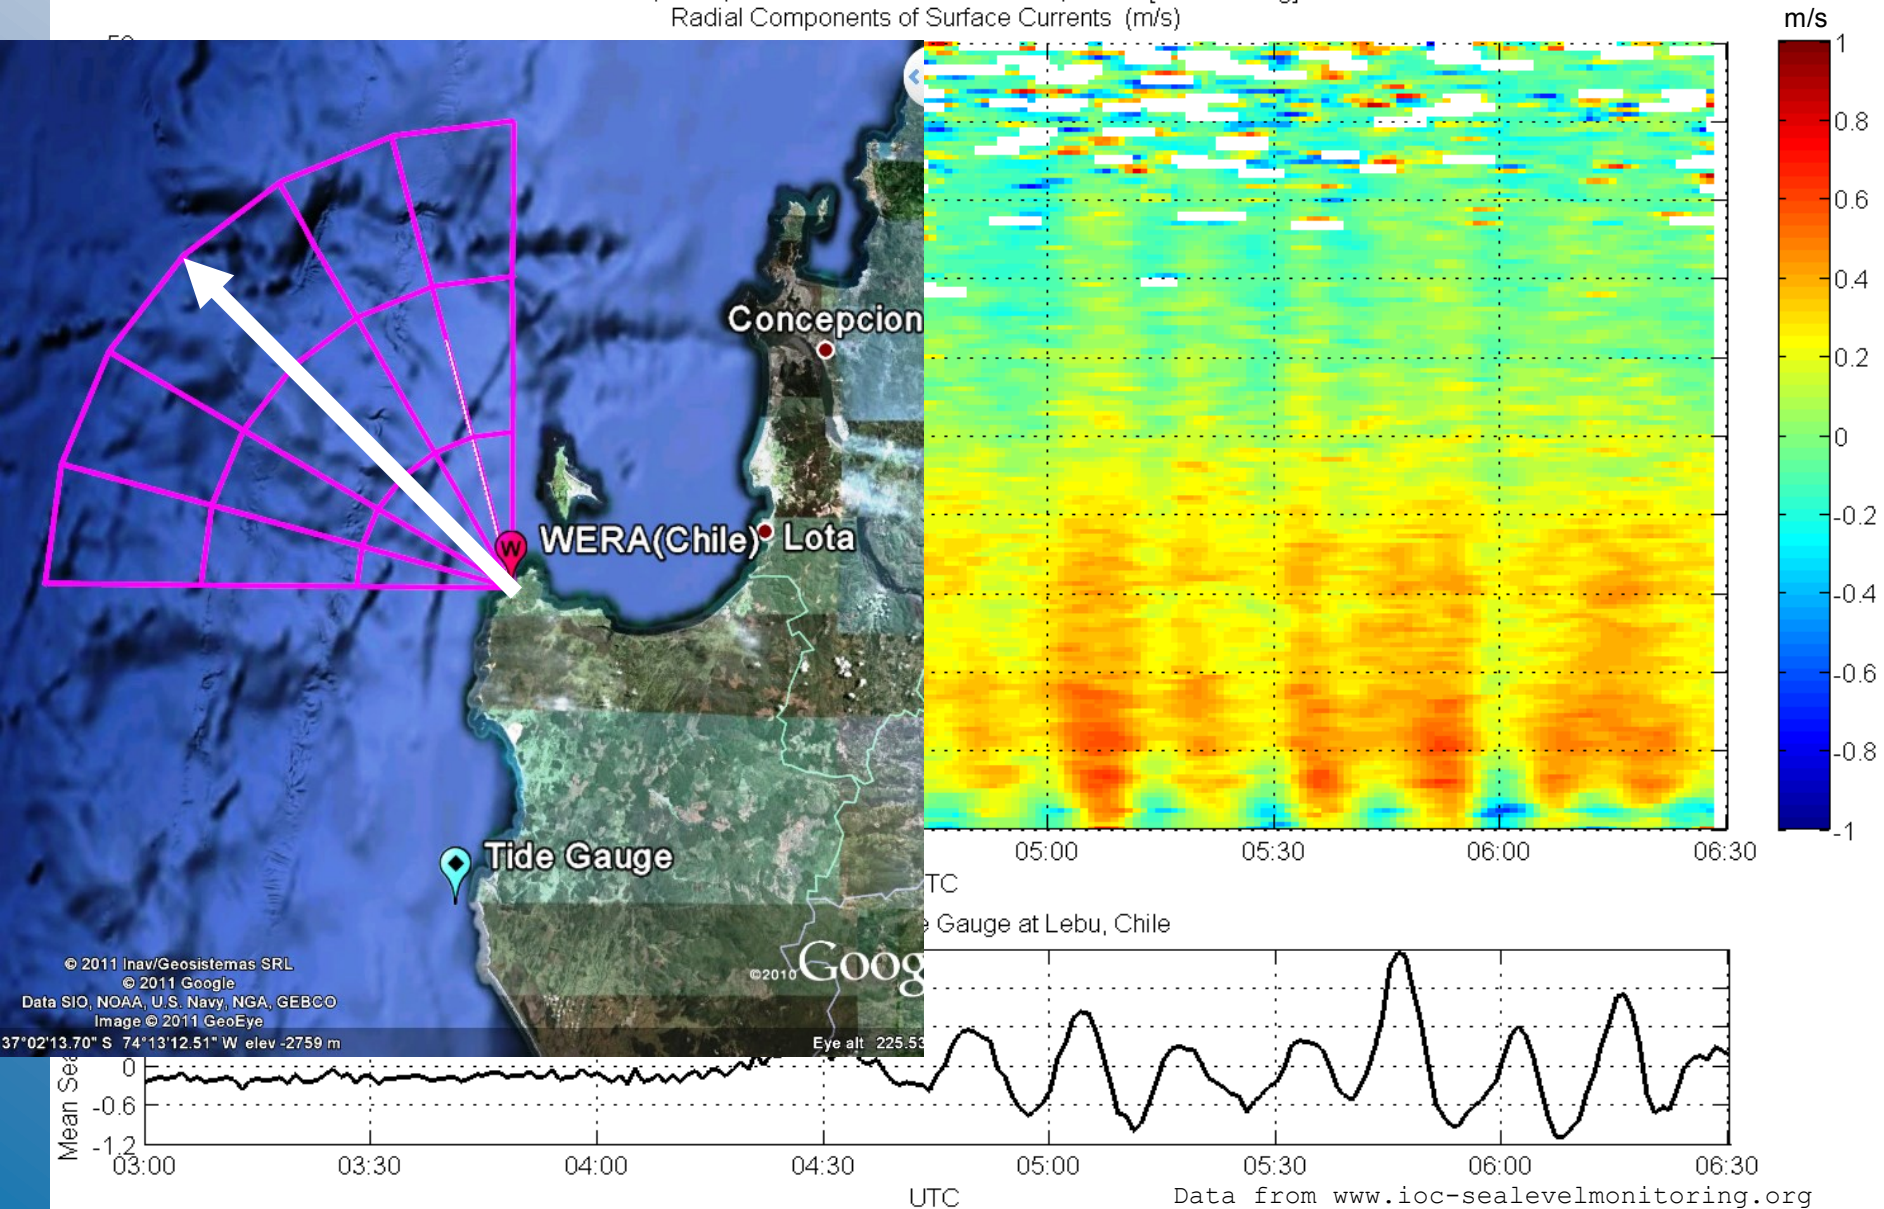 Radial Components of Surface Currents (m/s)
m/s
50
1
0.8
0.6
0.4
0.2
0
-0.2
-0.4
-0.6
-0.8
-1
Concepcion
WERA(Chile)
Lota
W
Tide Gauge
© 2011 Inav/Geosistemas SRL
© 2011 Google
Data SIO, NOAA, U.S. Navy, NGA, GEBCO
Image © 2011 GeoEye
©2010 Goog
37°02'13.70" S 74°13'12.51" W elev -2759 m
Eye alt 225.53
05:00 05:30 06:00 06:30
TC
Gauge at Lebu, Chile
Mean Sea
0
-0.6
-1.2
03:00 03:30 04:00 04:30 05:00 05:30 06:00 06:30
UTC
Data from www.ioc-sealevelmonitoring.org